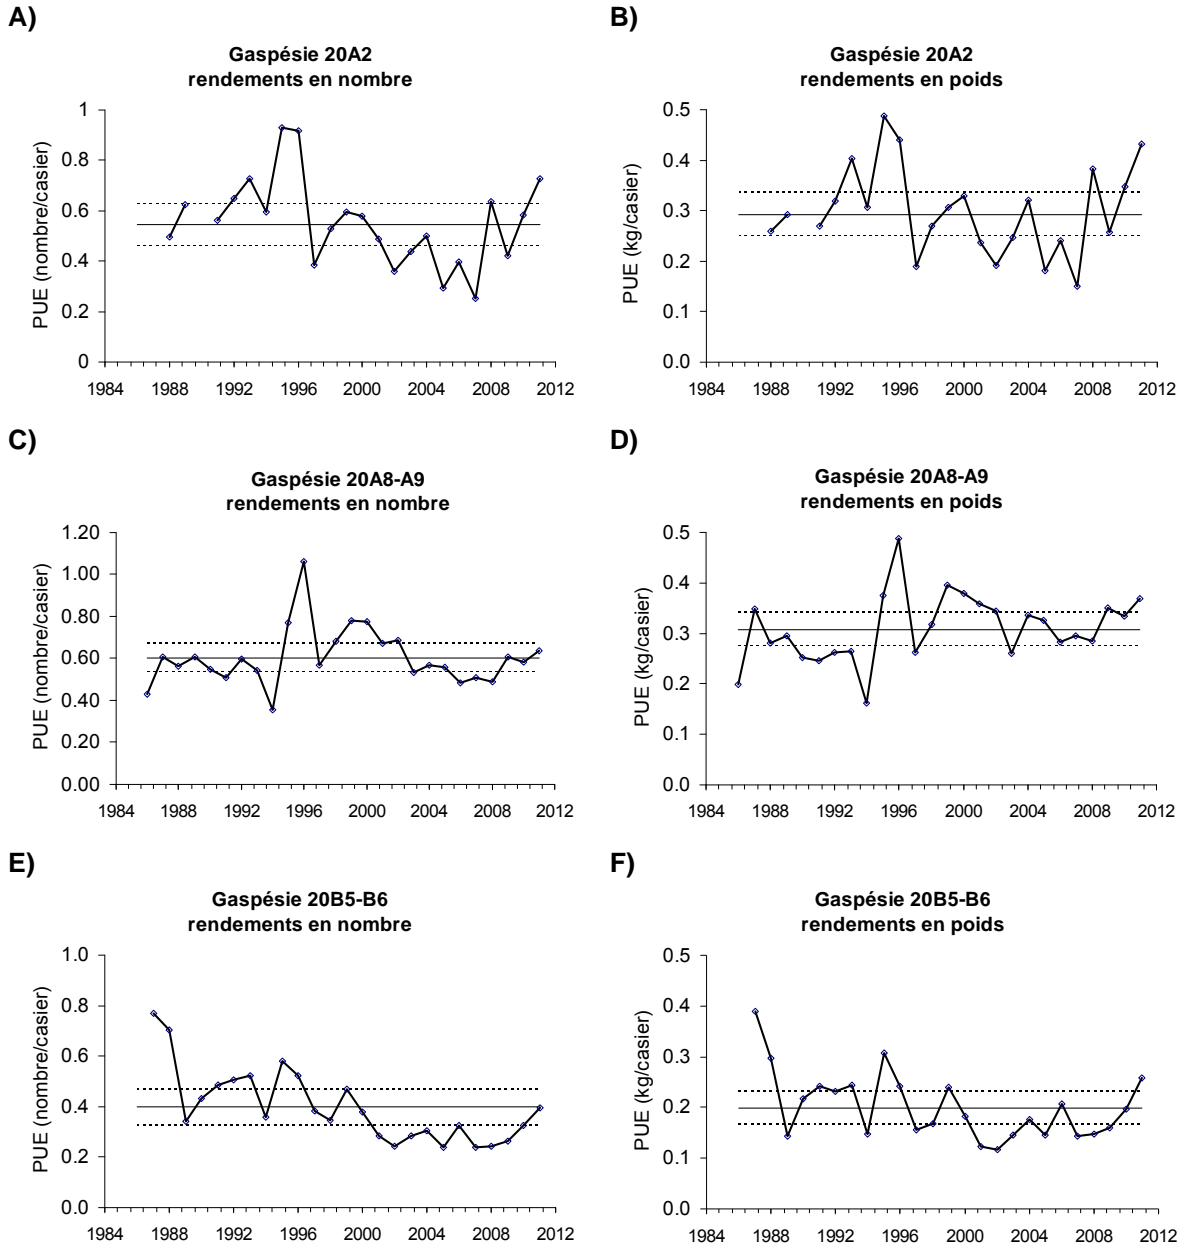 A)
Gaspésie 20A2
rendements en nombre
PUE (nombre/casier)
1
0.8
0.6
0.4
0.2
0
1984 1988 1992 1996 2000 2004 2008 2012
B)
Gaspésie 20A2
rendements en poids
PUE (kg/casier)
0.5
0.4
0.3
0.2
0.1
0.0
1984 1988 1992 1996 2000 2004 2008 2012
C)
Gaspésie 20A8-A9
rendements en nombre
PUE (nombre/casier)
1.20
1.00
0.80
0.60
0.40
0.20
0.00
1984 1988 1992 1996 2000 2004 2008 2012
D)
Gaspésie 20A8-A9
rendements en poids
PUE (kg/casier)
0.5
0.4
0.3
0.2
0.1
0.0
1984 1988 1992 1996 2000 2004 2008 2012
E)
Gaspésie 20B5-B6
rendements en nombre
PUE (nombre/casier)
1.0
0.8
0.6
0.4
0.2
0.0
1984 1988 1992 1996 2000 2004 2008 2012
F)
Gaspésie 20B5-B6
rendements en poids
PUE (kg/casier)
0.5
0.4
0.3
0.2
0.1
0.0
1984 1988 1992 1996 2000 2004 2008 2012